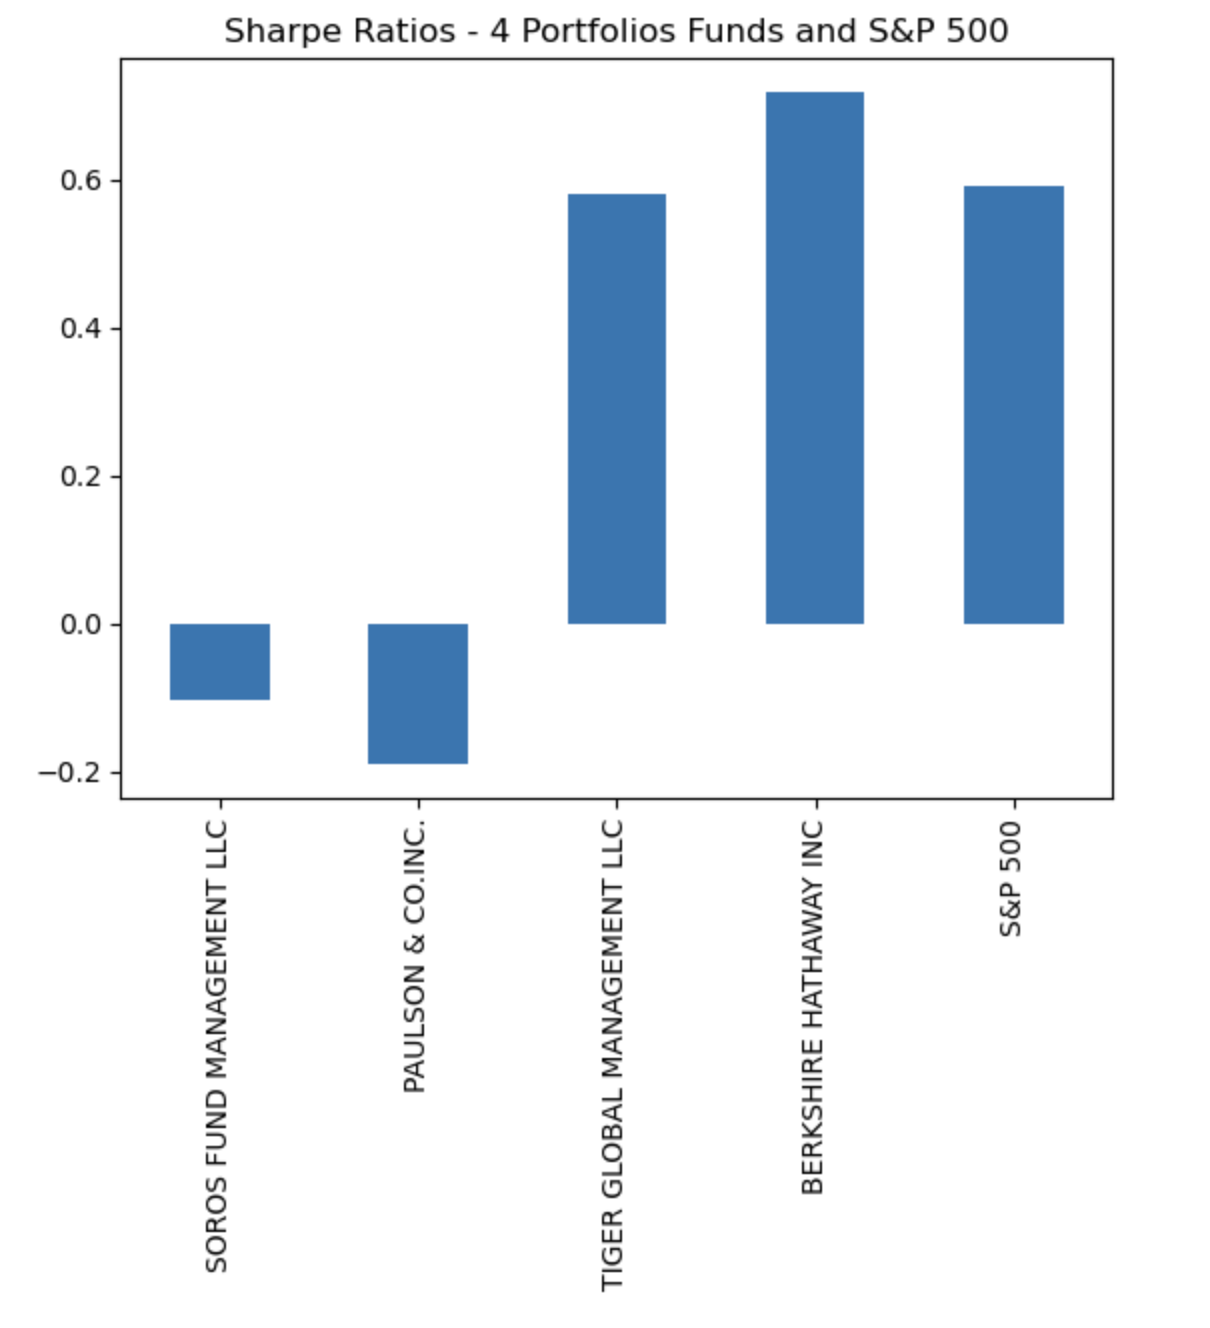 Sharpe Ratios - 4 Portfolios Funds and S&P 500
0.6
0.4
0.2
0.0
−0.2
SOROS FUND MANAGEMENT LLC
PAULSON & CO.INC.
TIGER GLOBAL MANAGEMENT LLC
BERKSHIRE HATHAWAY INC
S&P 500